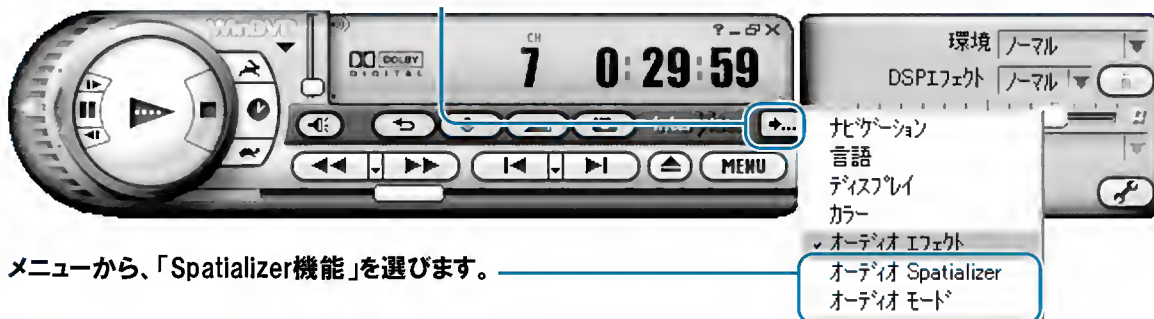 WinDVD
CH
7 0:29:59
DOLBY
DIGITAL
MENU
環境 ノーマル
DSPｴﾌｪｸﾄ ノーマル
ﾅﾋﾞｹﾞｰｼｮﾝ
言語
ﾃﾞｨｽﾌﾟﾚｲ
ｶﾗｰ
ｵｰﾃﾞｨｵ ｴﾌｪｸﾄ
ｵｰﾃﾞｨｵ Spatializer
ｵｰﾃﾞｨｵ ﾓｰﾄﾞ
メニューから、「Spatializer機能」を選びます。